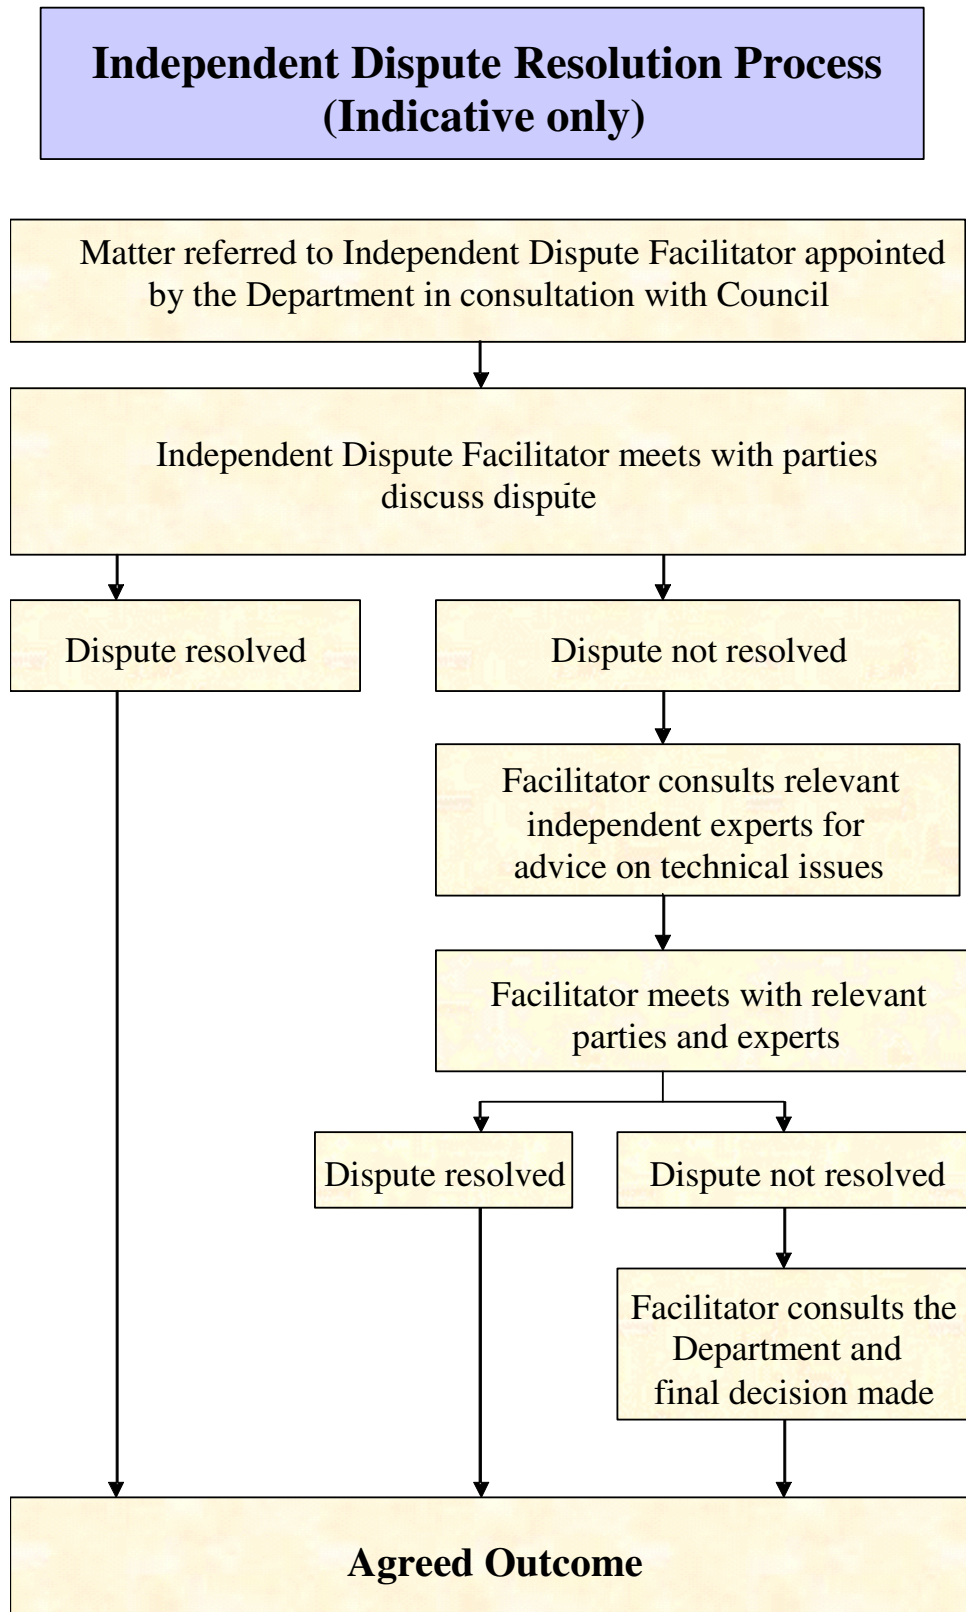 Independent Dispute Resolution Process
(Indicative only)
Matter referred to Independent Dispute Facilitator appointed
by the Department in consultation with Council
Independent Dispute Facilitator meets with parties
discuss dispute
Dispute resolved
Dispute not resolved
Facilitator consults relevant
independent experts for
advice on technical issues
Facilitator meets with relevant
parties and experts
Dispute resolved
Dispute not resolved
Facilitator consults the
Department and
final decision made
Agreed Outcome